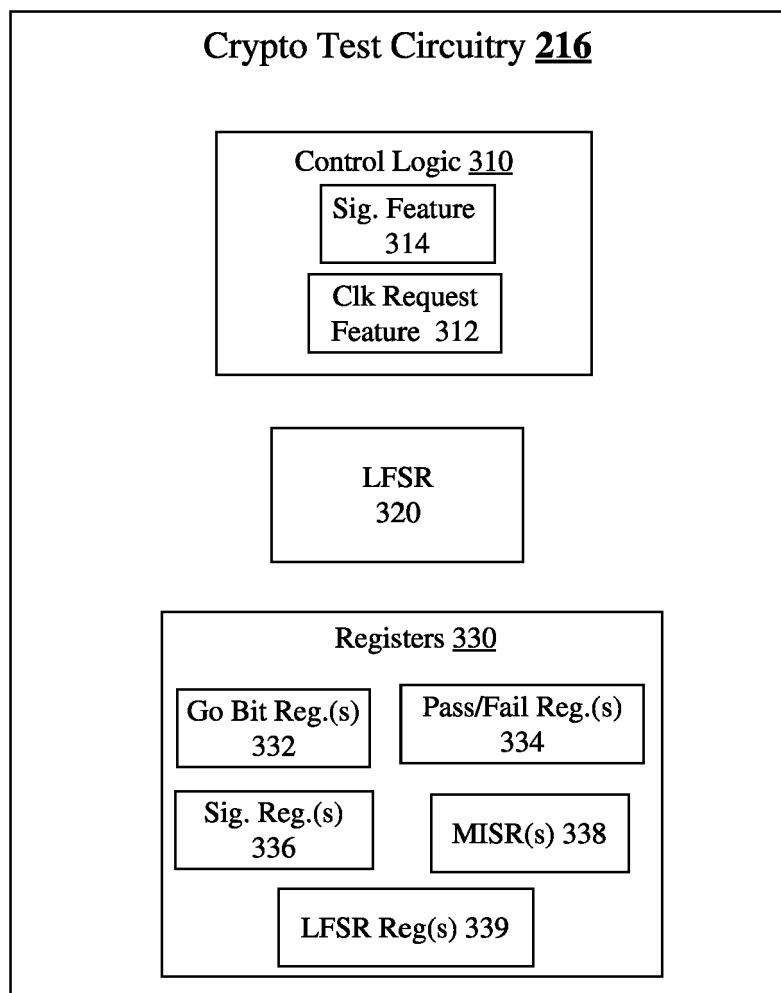 Crypto Test Circuitry 216
Control Logic 310
Sig. Feature
314
Clk Request
Feature 312
LFSR
320
Registers 330
Go Bit Reg.(s)
332
Pass/Fail Reg.(s)
334
Sig. Reg.(s)
336
MISR(s) 338
LFSR Reg(s) 339